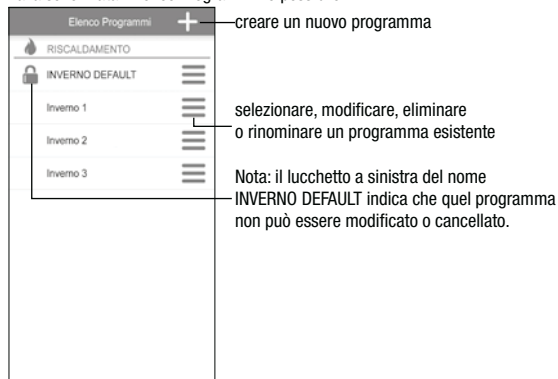 Elenco Programmi
creare un nuovo programma
RISCALDAMENTO
INVERNO DEFAULT
Inverno 1
selezionare, modificare, eliminare
o rinominare un programma esistente
Inverno 2
Inverno 3
Nota: il lucchetto a sinistra del nome
INVERNO DEFAULT indica che quel programma
non può essere modificato o cancellato.